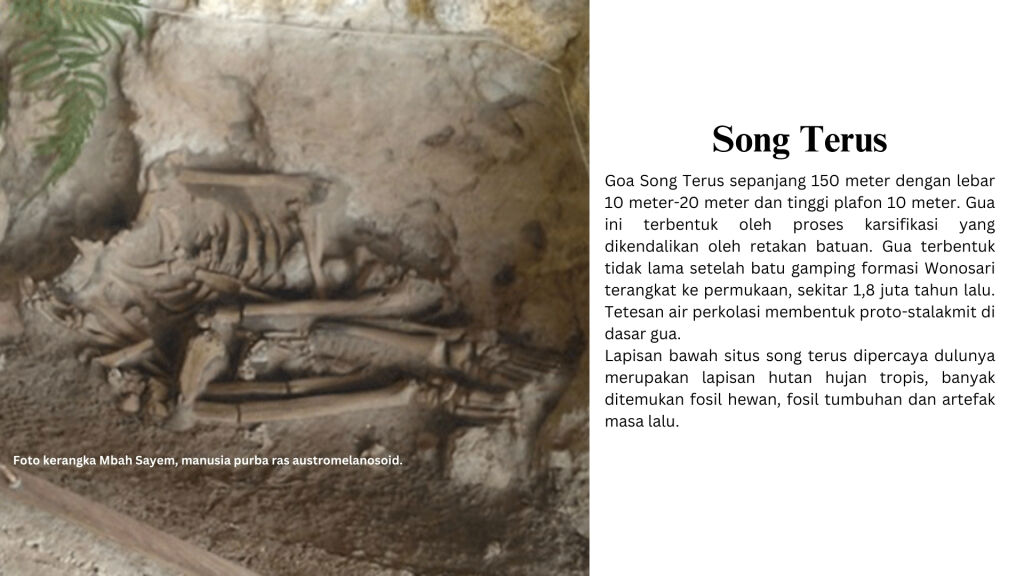 Song Terus
Goa Song Terus sepanjang 150 meter dengan lebar
10 meter-20 meter dan tinggi plafon 10 meter. Gua
ini terbentuk oleh proses karsifikasi yang
dikendalikan oleh retakan batuan. Gua terbentuk
tidak lama setelah batu gamping formasi Wonosari
terangkat ke permukaan, sekitar 1,8 juta tahun lalu.
Tetesan air perkolasi membentuk proto-stalakmit di
dasar gua.
Lapisan bawah situs song terus dipercaya dulunya
merupakan lapisan hutan hujan tropis, banyak
ditemukan fosil hewan, fosil tumbuhan dan artefak
masa lalu.
Foto kerangka Mbah Sayem, manusia purba ras austromelanosoid.